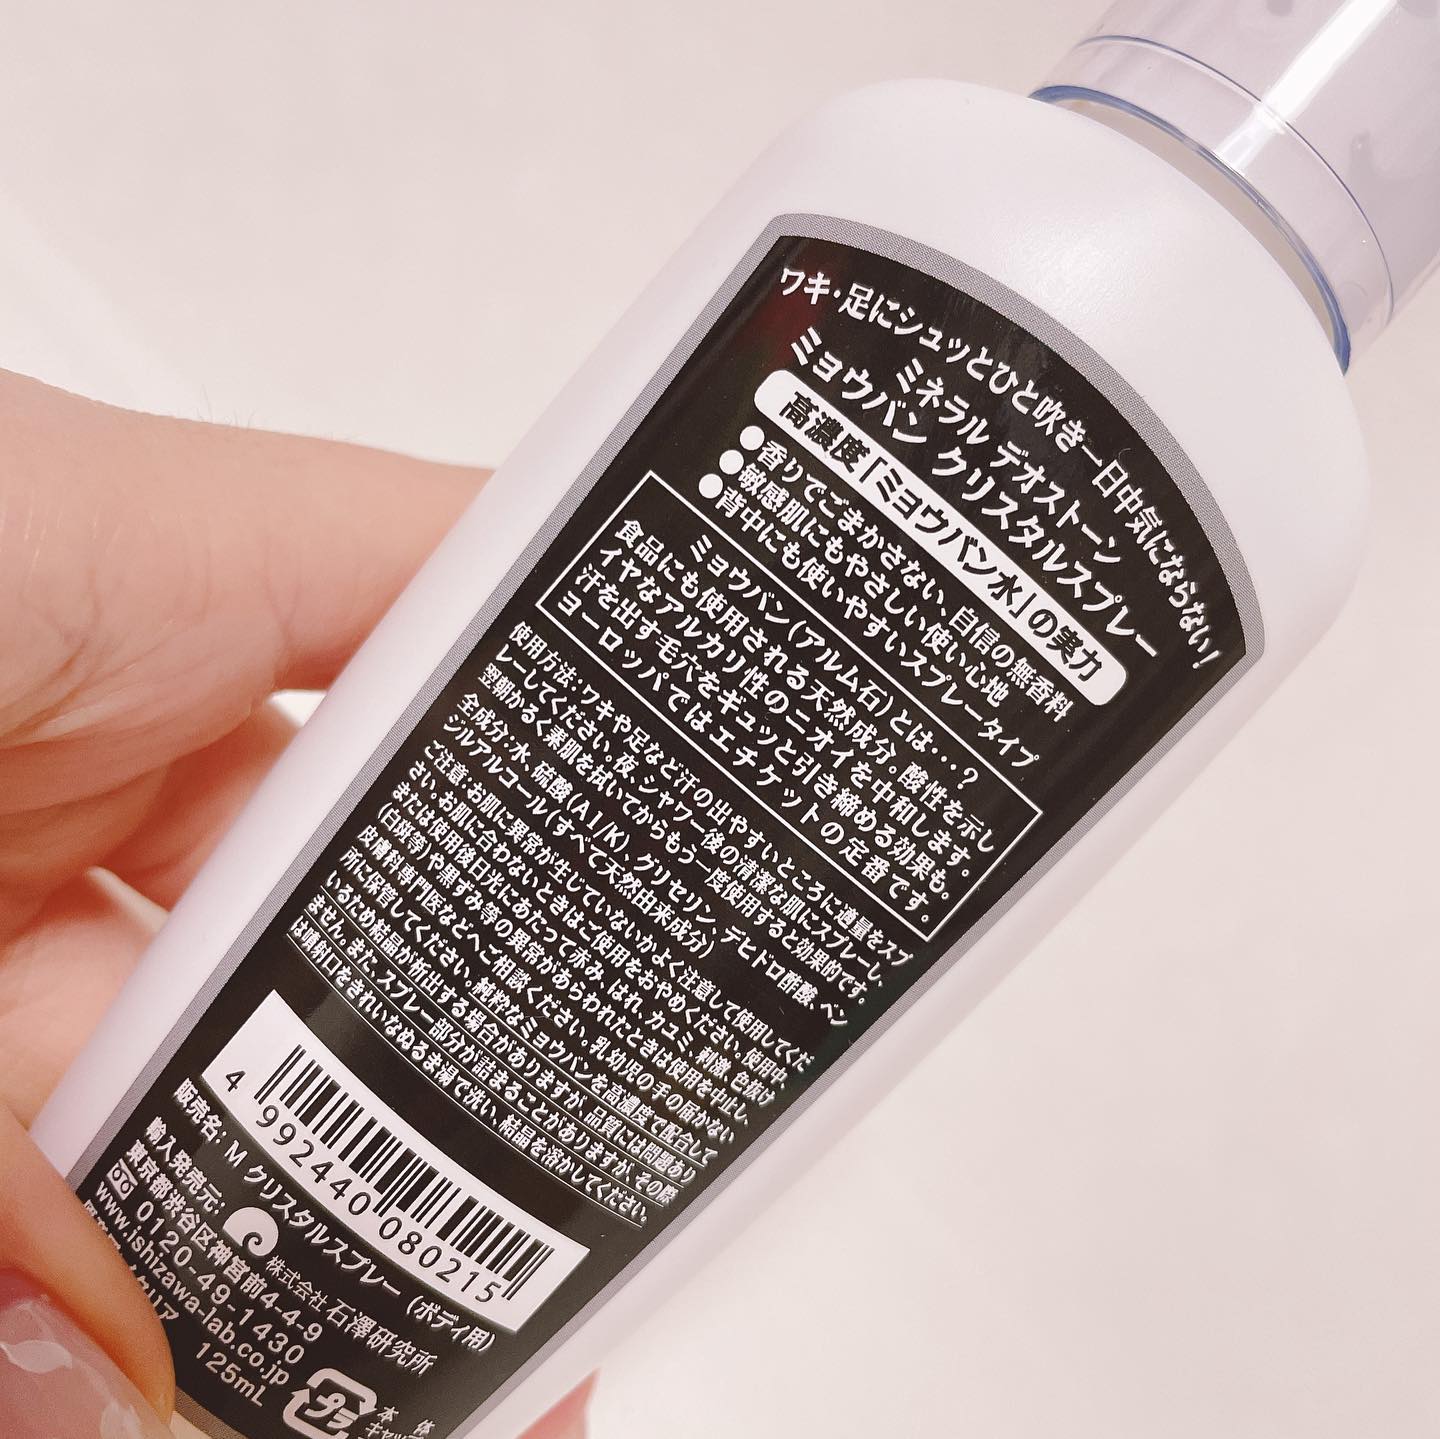 ワキ・足にシュッとひと吹き一日中気にならない!
ミネラル デオストーン
ミョウバン クリスタルスプレー
高濃度「ミョウバン水」の実力
●香りでごまかさない、自信の無香料
●敏感肌にもやさしい使い心地
●背中にも使いやすいスプレータイプ
ミョウバン(アルム石)とは…?
食品にも使用される天然成分。酸性を示し
イヤなアルカリ性のニオイを中和します。
汗を出す毛穴をギュッと引き締める効果も。
ヨーロッパではエチケットの定番です。
使用方法:ワキや足など汗の出やすいところに適量をスプ
レーしてください。夜、シャワー後の清潔な肌にスプレーし、
翌朝かるく素肌を拭いてからもう一度使用すると効果的です。
全成分:水、硫酸(Al/K)、グリセリン、デヒドロ酢酸、ベン
ジルアルコール(すべて天然由来成分)
ご注意:お肌に異常が生じていないかよく注意して使用してくだ
さい。お肌に合わないときはご使用をおやめください。使用中、
または使用後日光にあたって赤み、はれ、カユミ、刺激、色抜け
(白斑等)や黒ずみ等の異常があらわれたときは使用を中止し、
皮膚科専門医などへご相談ください。乳幼児の手の届かない
所に保管してください。純粋なミョウバンを高濃度で配合して
いるため結晶が析出する場合がありますが、品質には問題あり
ません。また、スプレー部分が詰まることがありますが、その際
は噴射口をきれいなぬるま湯で洗い、結晶を溶かしてください。
4 992440 080215
販売名:M クリスタルスプレー(ボディ用)
輸入発売元: 株式会社 石澤研究所
東京都渋谷区神宮前4-4-9
0120-49-1430
www.ishizawa-lab.co.jp
125mL
プラ
本体